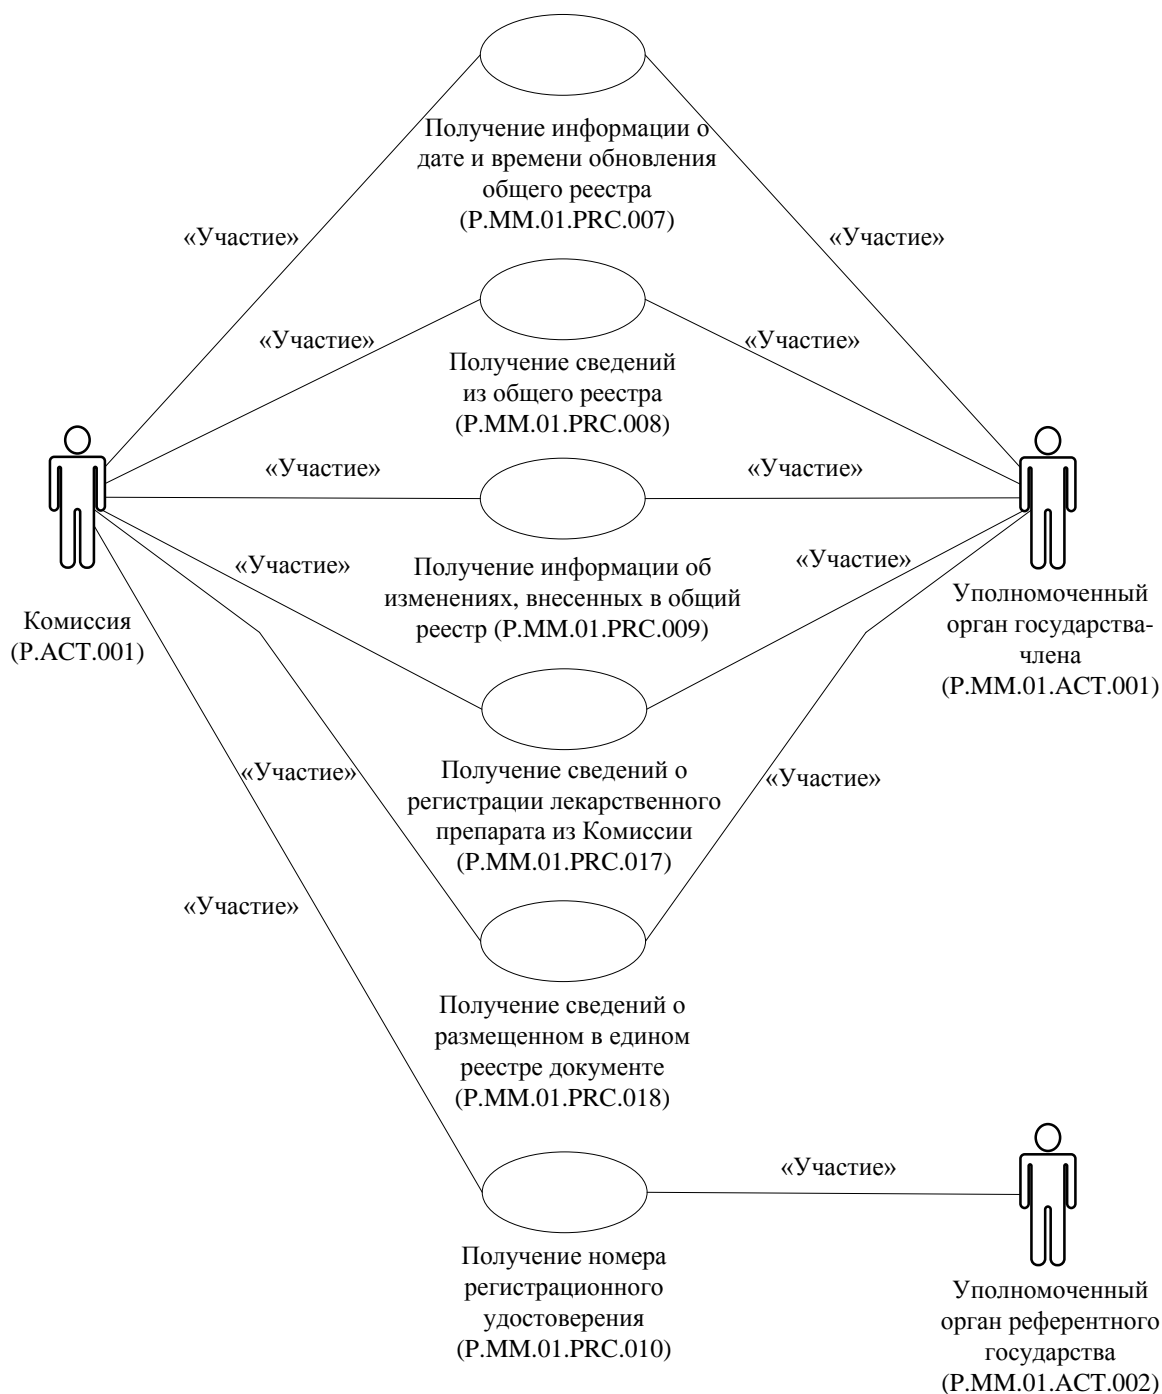 Получение информации о
дате и времени обновления
общего реестра
(P.MM.01.PRC.007)
«Участие»
«Участие»
«Участие»
«Участие»
Получение сведений
из общего реестра
(P.MM.01.PRC.008)
«Участие»
«Участие»
Получение информации об
изменениях, внесенных в общий
реестр (P.MM.01.PRC.009)
«Участие»
«Участие»
Комиссия
(P.ACT.001)
Уполномоченный
орган государства-
члена
(P.MM.01.ACT.001)
Получение сведений о
регистрации лекарственного
препарата из Комиссии
(P.MM.01.PRC.017)
«Участие»
«Участие»
«Участие»
Получение сведений о
размещенном в едином
реестре документе
(P.MM.01.PRC.018)
«Участие»
Получение номера
регистрационного
удостоверения
(P.MM.01.PRC.010)
Уполномоченный
орган референтного
государства
(P.MM.01.ACT.002)